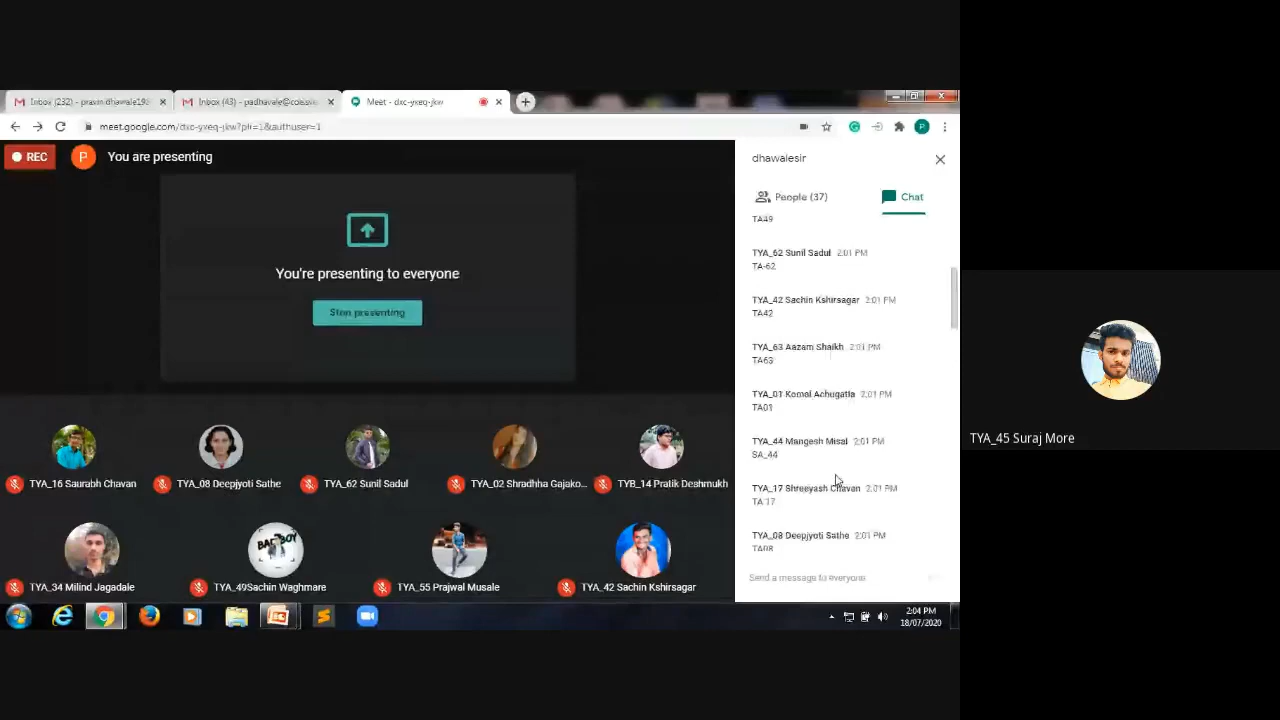 Inbox (232) - pravin.dhawale198
Inbox (43) - padhavale@coe.sve
Meet - dxc-yxeq-jkw
meet.google.com/dxc-yxeq-jkw?pli=1&authuser=1
P
REC
P
You are presenting
dhawalesir
People (37)
Chat
You're presenting to everyone
Stop presenting
TA49
TYA_62 Sunil Sadul 2:01 PM
TA-62
TYA_42 Sachin Kshirsagar 2:01 PM
TA42
TYA_63 Aazam Shaikh 2:01 PM
TA63
TYA_01 Komal Achugatla 2:01 PM
TA01
TYA_44 Mangesh Misal 2:01 PM
SA_44
TYA_17 Shreeyash Chavan 2:01 PM
TA 17
TYA_08 Deepjyoti Sathe 2:01 PM
TA08
Send a message to everyone
TYA_16 Saurabh Chavan
TYA_08 Deepjyoti Sathe
TYA_62 Sunil Sadul
TYA_02 Shradhha Gajako...
TYB_14 Pratik Deshmukh
TYA_34 Milind Jagadale
TYA_49Sachin Waghmare
TYA_55 Prajwal Musale
TYA_42 Sachin Kshirsagar
BAD BOY
2:04 PM
18/07/2020
TYA_45 Suraj More